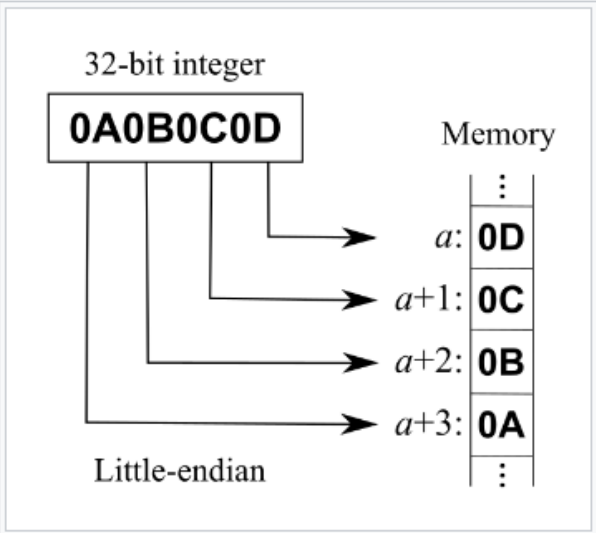 32-bit integer
0A0B0C0D
Memory
⋮
a: 0D
a+1: 0C
a+2: 0B
a+3: 0A
Little-endian
⋮